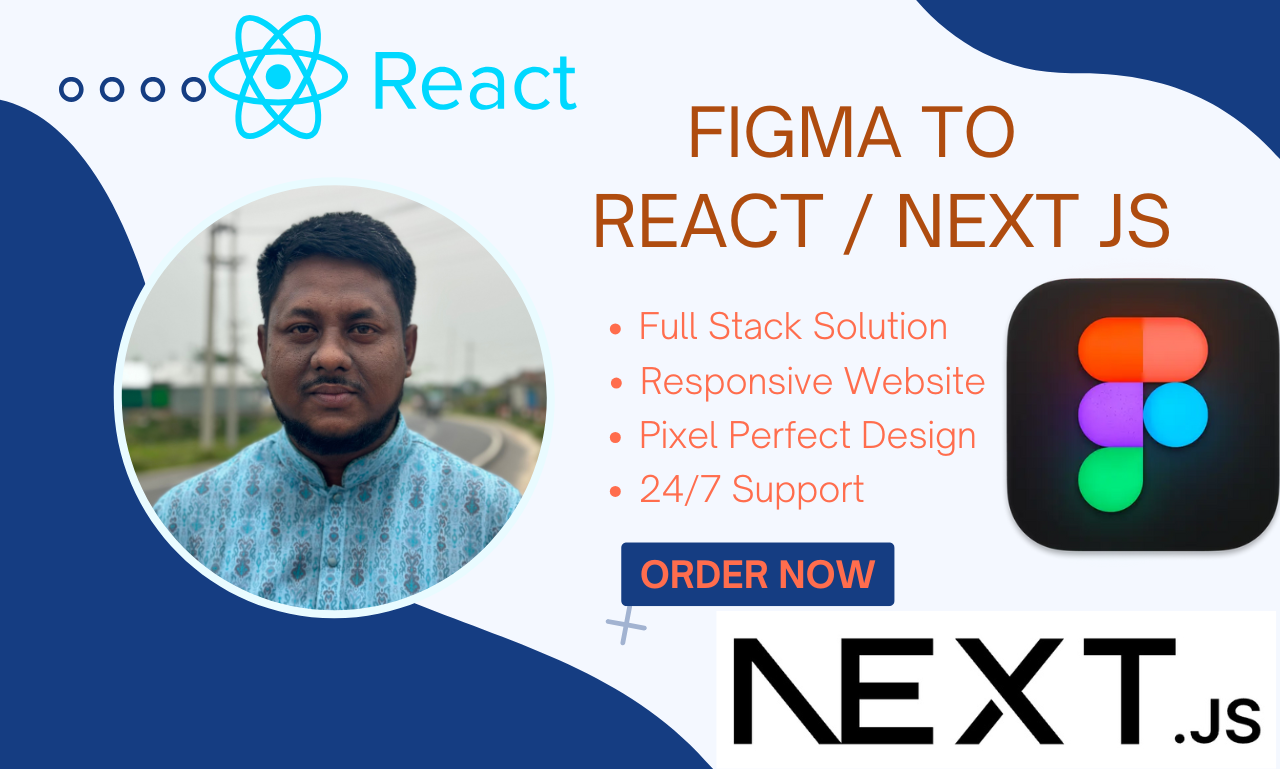 React
FIGMA TO
REACT / NEXT JS
Full Stack Solution
Responsive Website
Pixel Perfect Design
24/7 Support
ORDER NOW
NEXT.JS